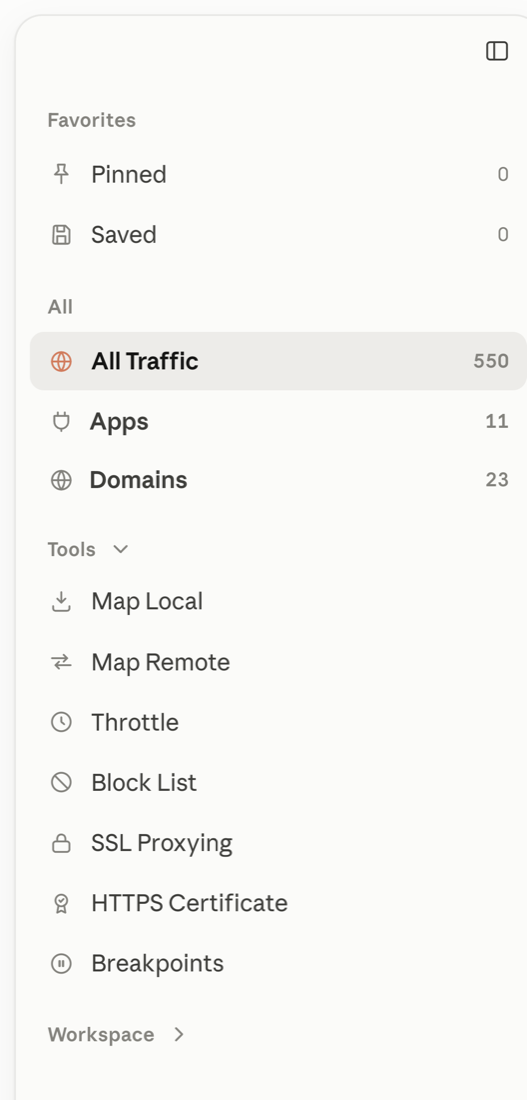 Favorites
Pinned 0
Saved 0
All
All Traffic 550
Apps 11
Domains 23
Tools
Map Local
Map Remote
Throttle
Block List
SSL Proxying
HTTPS Certificate
Breakpoints
Workspace